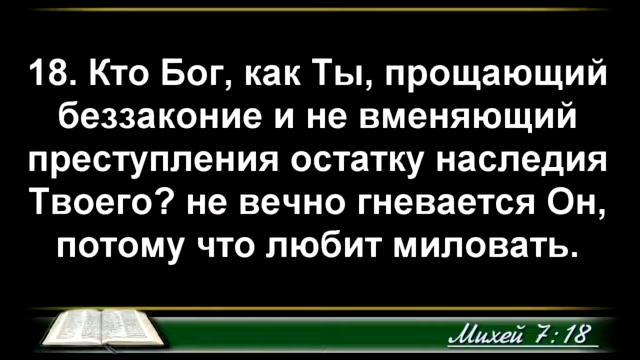 18. Кто Бог, как Ты, прощающий
беззаконие и не вменяющий
преступления остатку наследия
Твоего? не вечно гневается Он,
потому что любит миловать.
Михей 7:18